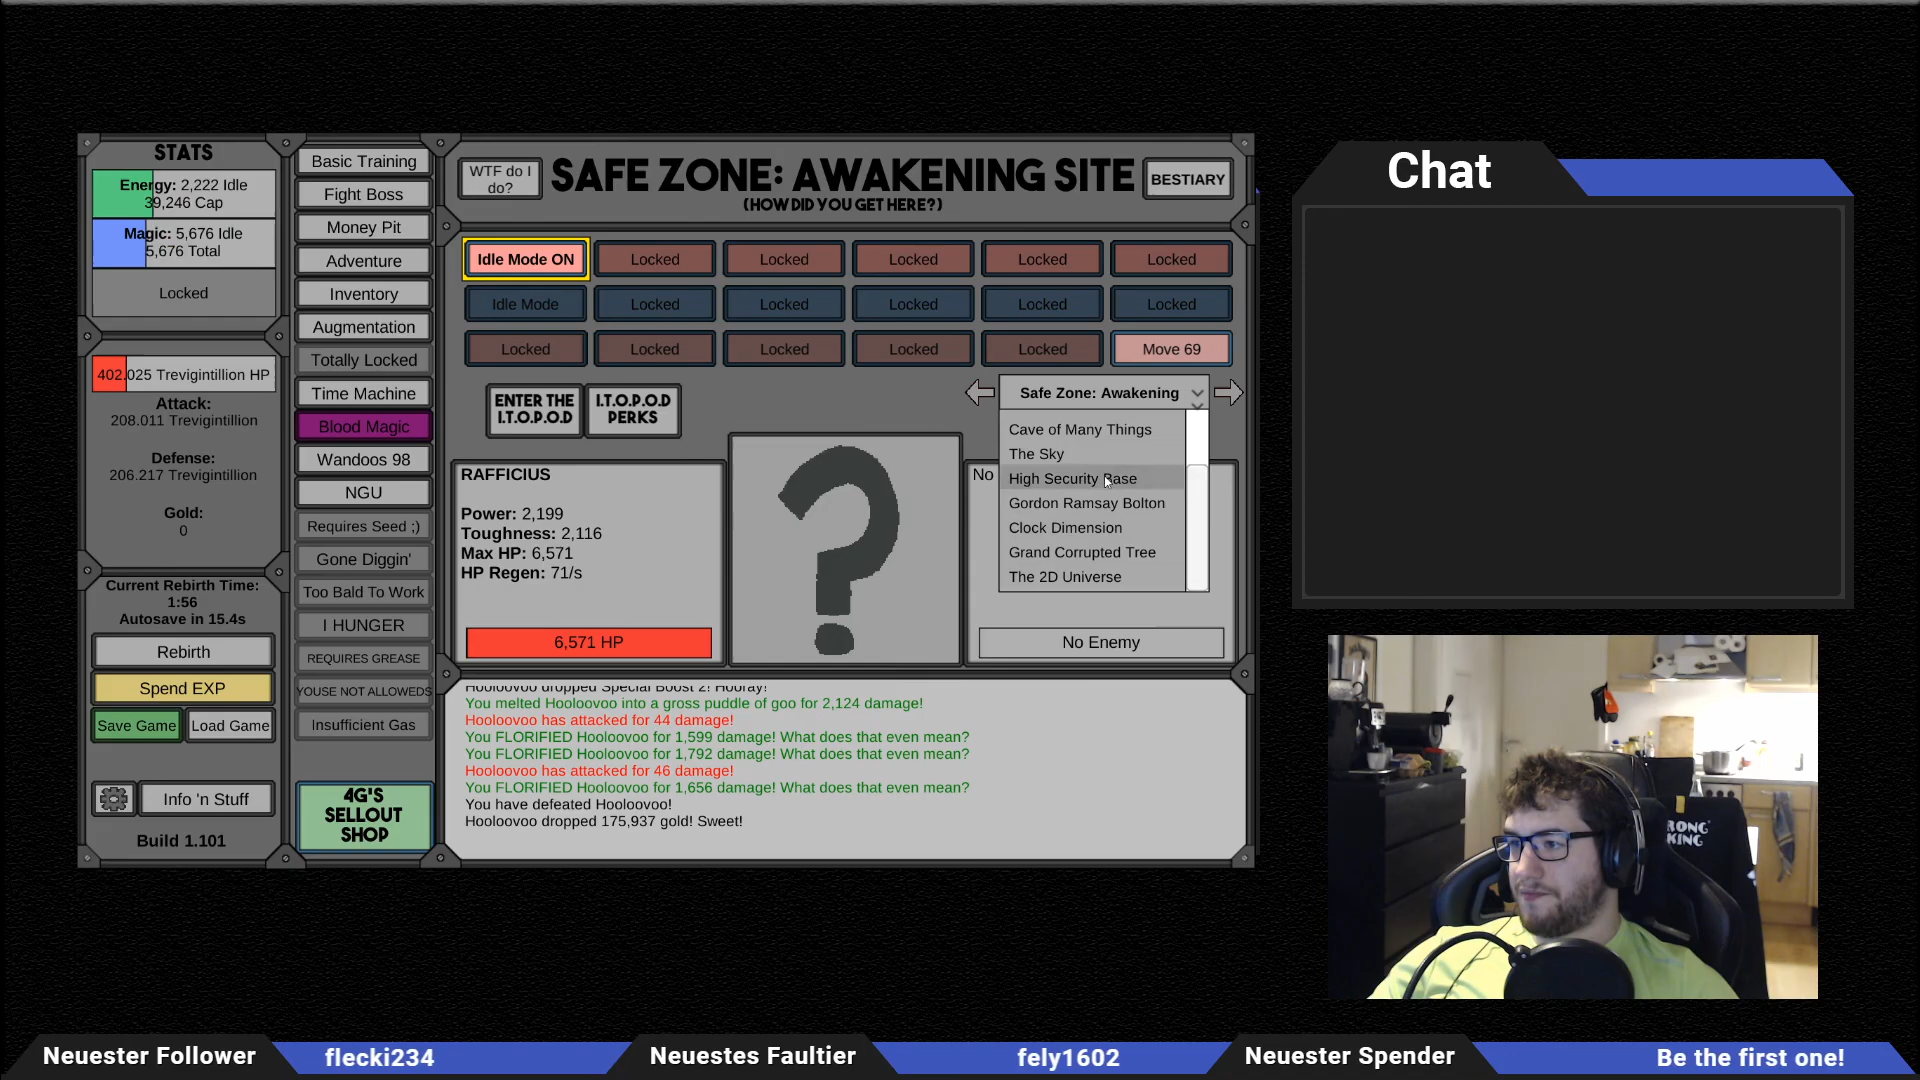 STATS
Energy: 2,222 Idle
39,246 Cap
Magic: 5,676 Idle
5,676 Total
Locked
402.025 Trevigintillion HP
Attack:
208.011 Trevigintillion
Defense:
206.217 Trevigintillion
Gold:
0
Current Rebirth Time:
1:56
Autosave in 15.4s
Rebirth
Spend EXP
Save Game
Load Game
Info 'n Stuff
Build 1.101
Basic Training
Fight Boss
Money Pit
Adventure
Inventory
Augmentation
Totally Locked
Time Machine
Blood Magic
Wandoos 98
NGU
Requires Seed ;)
Gone Diggin'
Too Bald To Work
I HUNGER
REQUIRES GREASE
YOUSE NOT ALLOWEDS
Insufficient Gas
4G'S
SELLOUT
SHOP
WTF do I
do?
SAFE ZONE: AWAKENING SITE
(HOW DID YOU GET HERE?)
BESTIARY
Idle Mode ON
Locked
Locked
Locked
Locked
Locked
Idle Mode
Locked
Locked
Locked
Locked
Locked
Locked
Locked
Locked
Locked
Locked
Move 69
ENTER THE
I.T.O.P.O.D
I.T.O.P.O.D
PERKS
Safe Zone: Awakening
Cave of Many Things
The Sky
High Security Base
Gordon Ramsay Bolton
Clock Dimension
Grand Corrupted Tree
The 2D Universe
RAFFICIUS
Power: 2,199
Toughness: 2,116
Max HP: 6,571
HP Regen: 71/s
6,571 HP
?
No
No Enemy
Hooloovoo dropped Special Boost 2! Hooray!
You melted Hooloovoo into a gross puddle of goo for 2,124 damage!
Hooloovoo has attacked for 44 damage!
You FLORIFIED Hooloovoo for 1,599 damage! What does that even mean?
You FLORIFIED Hooloovoo for 1,792 damage! What does that even mean?
Hooloovoo has attacked for 46 damage!
You FLORIFIED Hooloovoo for 1,656 damage! What does that even mean?
You have defeated Hooloovoo!
Hooloovoo dropped 175,937 gold! Sweet!
Chat
RONG
KING
Neuester Follower
flecki234
Neuestes Faultier
fely1602
Neuester Spender
Be the first one!